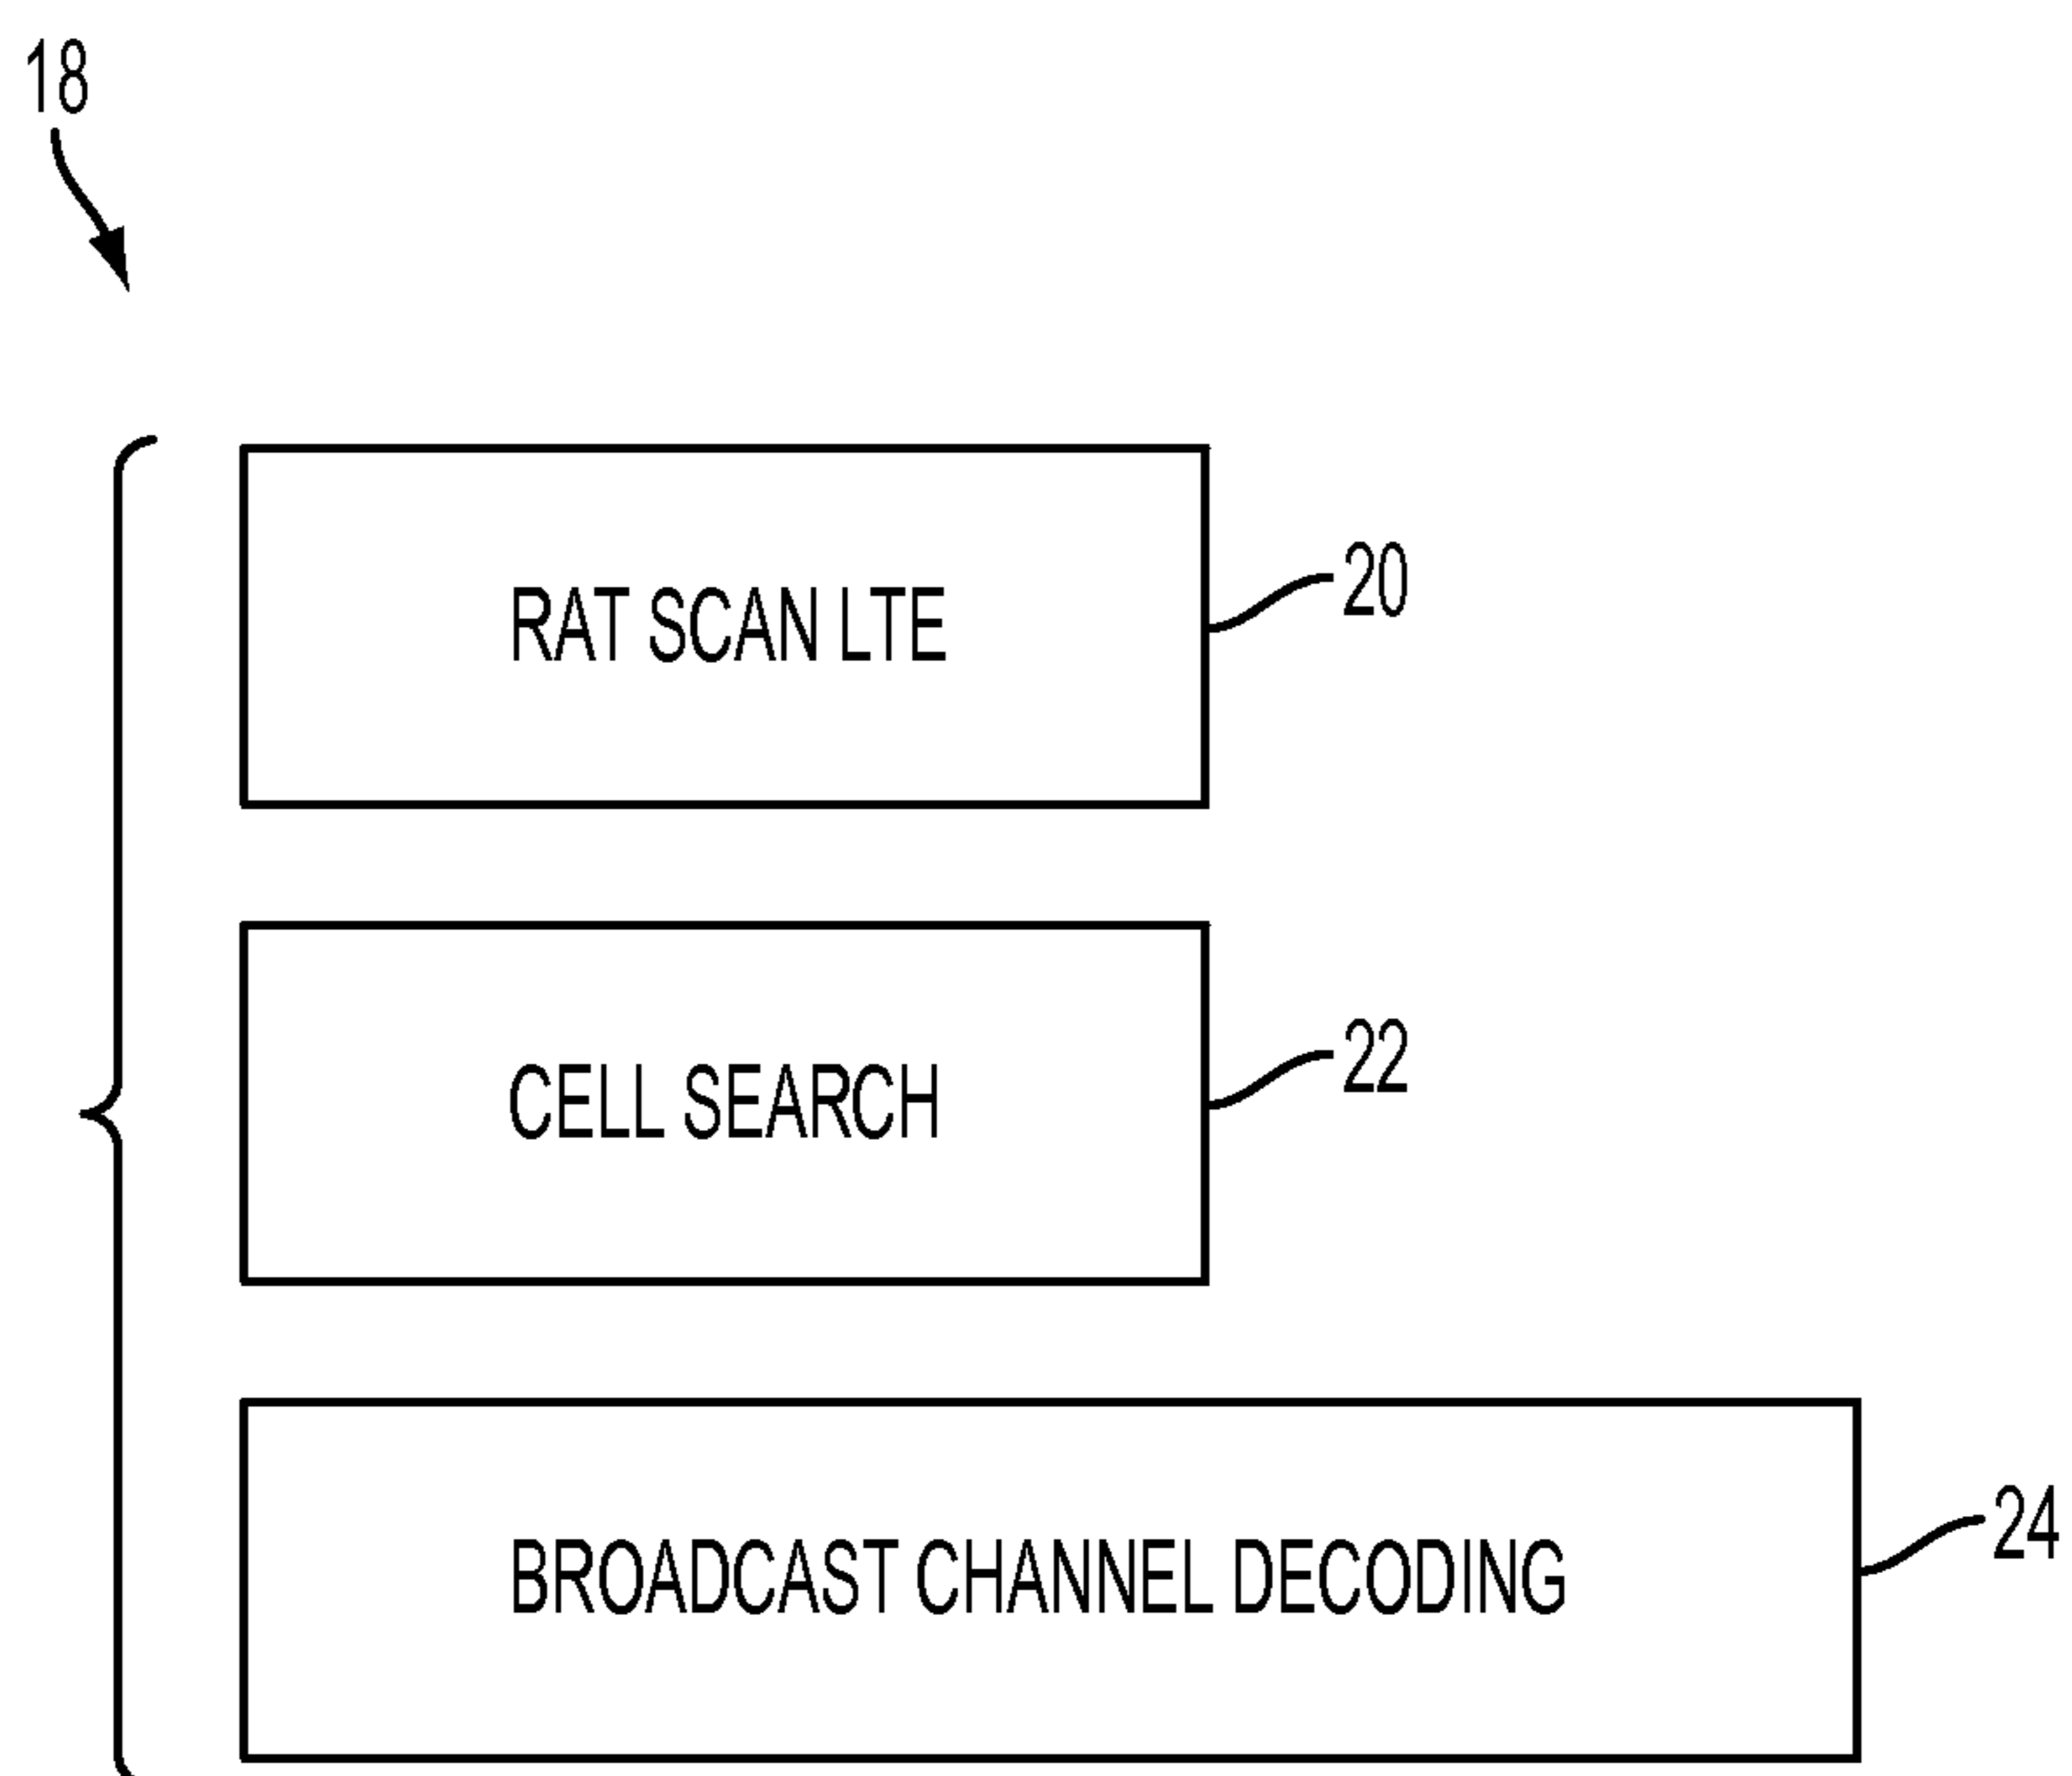 18
RAT SCAN LTE
20
CELL SEARCH
22
BROADCAST CHANNEL DECODING
24